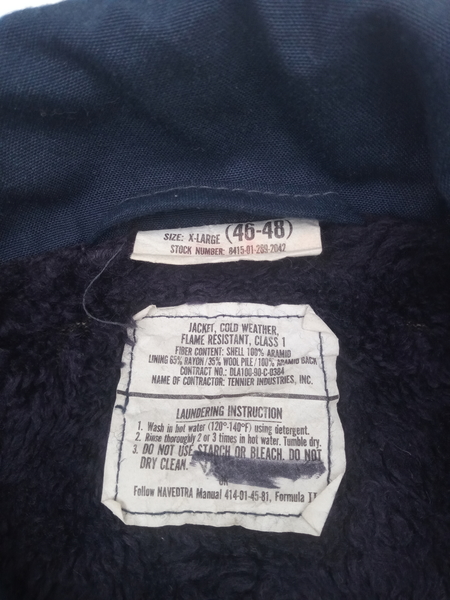 SIZE: X-LARGE (46-48)
STOCK NUMBER: 8415-01-269-2042
JACKET, COLD WEATHER,
FLAME RESISTANT, CLASS 1
FIBER CONTENT: SHELL 100% ARAMID
LINING 65% RAYON/35% WOOL PILE/100% ARAMID BACK
CONTRACT NO.: DLA100-90-C-0384
NAME OF CONTRACTOR: TENNIER INDUSTRIES, INC.
LAUNDERING INSTRUCTION
1. Wash in hot water (120°-140°F) using detergent.
2. Rinse thoroughly 2 or 3 times in hot water. Tumble dry.
3. DO NOT USE STARCH OR BLEACH. DO NOT
DRY CLEAN.
OR
Follow NAVEDTRA Manual 414-01-45-81, Formula II